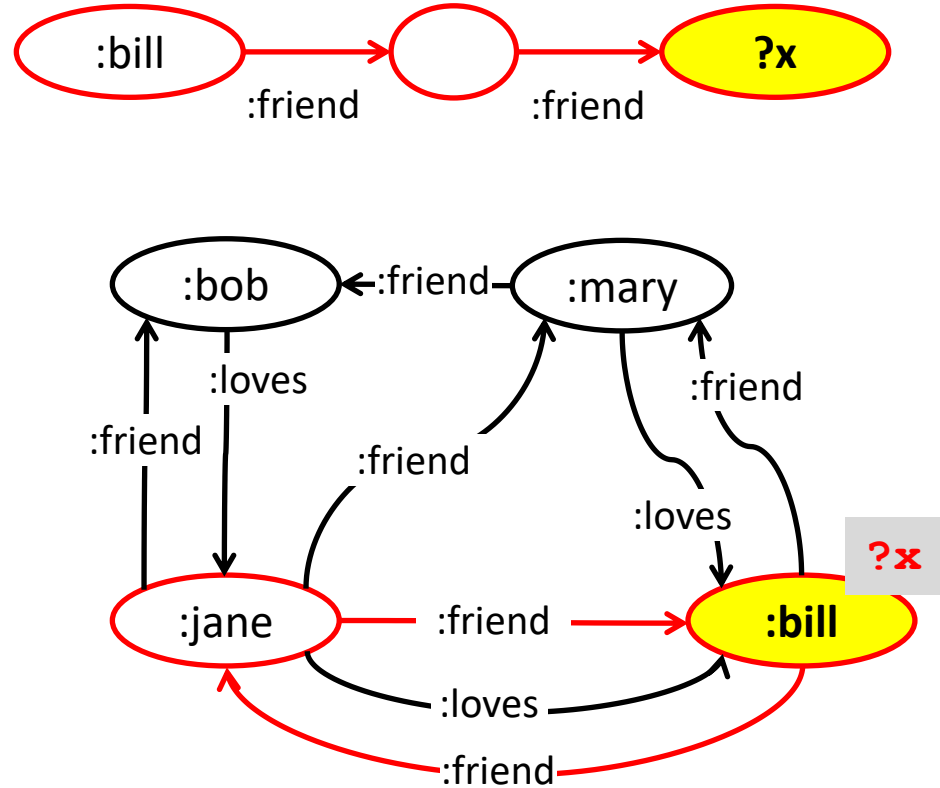 :bill
?x
:friend
:friend
:bob
:friend
:mary
:loves
:friend
:friend
:friend
:loves
?x
:jane
:friend
:bill
:loves
:friend